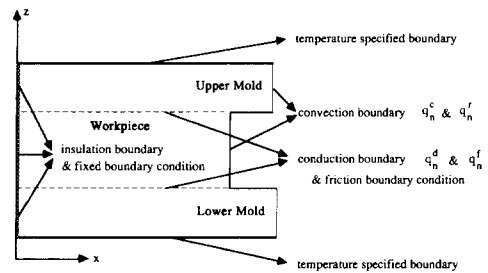 z
temperature specified boundary
Upper Mold
convection boundary q_n^c & q_n^r
Workpiece
insulation boundary
& fixed boundary condition
conduction boundary q_n^d & q_n^f
& friction boundary condition
Lower Mold
x
temperature specified boundary